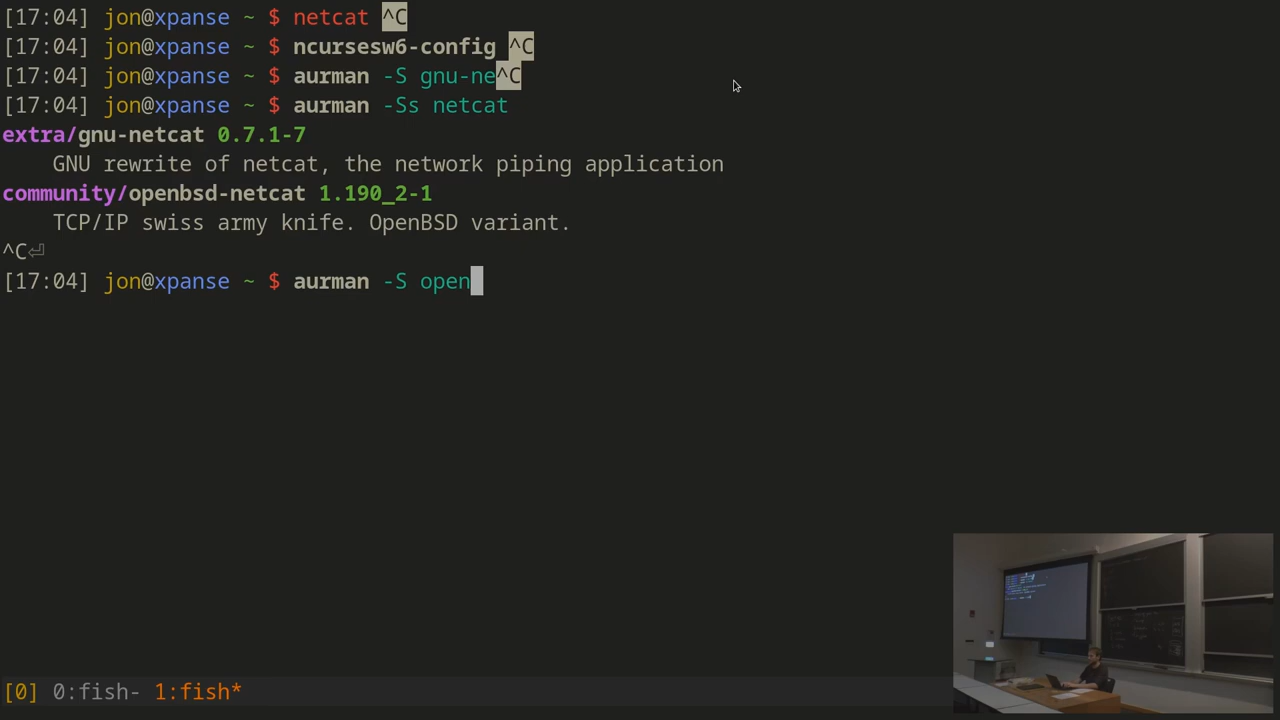 [17:04] jon@xpanse ~ $ netcat ^C
[17:04] jon@xpanse ~ $ ncursesw6-config ^C
[17:04] jon@xpanse ~ $ aurman -S gnu-ne^C
[17:04] jon@xpanse ~ $ aurman -Ss netcat
extra/gnu-netcat 0.7.1-7
    GNU rewrite of netcat, the network piping application
community/openbsd-netcat 1.190_2-1
    TCP/IP swiss army knife. OpenBSD variant.
^C⏎
[17:04] jon@xpanse ~ $ aurman -S open
[0] 0:fish- 1:fish*